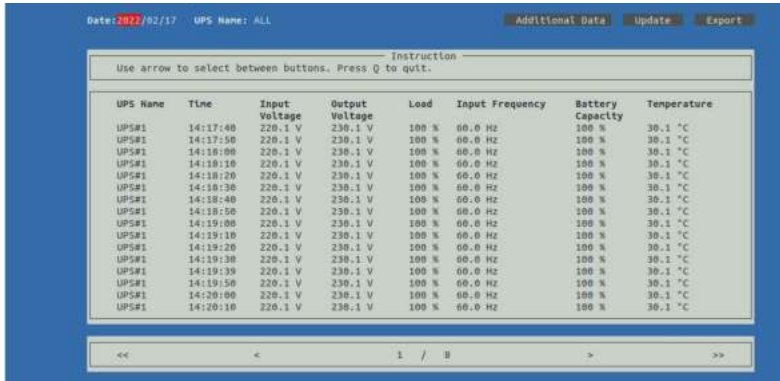 Date:2022/02/17 UPS Name: ALL Additional Data Update Export
Instruction
Use arrow to select between buttons. Press Q to quit.
UPS Name Time Input Voltage Output Voltage Load Input Frequency Battery Capacity Temperature
UPS#1 14:17:40 220.1 V 230.1 V 100 % 60.0 Hz 100 % 30.1 °C
UPS#1 14:17:50 220.1 V 230.1 V 100 % 60.0 Hz 100 % 30.1 °C
UPS#1 14:18:00 220.1 V 230.1 V 100 % 60.0 Hz 100 % 30.1 °C
UPS#1 14:18:10 220.1 V 230.1 V 100 % 60.0 Hz 100 % 30.1 °C
UPS#1 14:18:20 220.1 V 230.1 V 100 % 60.0 Hz 100 % 30.1 °C
UPS#1 14:18:30 220.1 V 230.1 V 100 % 60.0 Hz 100 % 30.1 °C
UPS#1 14:18:40 220.1 V 230.1 V 100 % 60.0 Hz 100 % 30.1 °C
UPS#1 14:18:50 220.1 V 230.1 V 100 % 60.0 Hz 100 % 30.1 °C
UPS#1 14:19:00 220.1 V 230.1 V 100 % 60.0 Hz 100 % 30.1 °C
UPS#1 14:19:10 220.1 V 230.1 V 100 % 60.0 Hz 100 % 30.1 °C
UPS#1 14:19:20 220.1 V 230.1 V 100 % 60.0 Hz 100 % 30.1 °C
UPS#1 14:19:30 220.1 V 230.1 V 100 % 60.0 Hz 100 % 30.1 °C
UPS#1 14:19:39 220.1 V 230.1 V 100 % 60.0 Hz 100 % 30.1 °C
UPS#1 14:19:50 220.1 V 230.1 V 100 % 60.0 Hz 100 % 30.1 °C
UPS#1 14:20:00 220.1 V 230.1 V 100 % 60.0 Hz 100 % 30.1 °C
UPS#1 14:20:10 220.1 V 230.1 V 100 % 60.0 Hz 100 % 30.1 °C
<< < 1 / 8 > >>